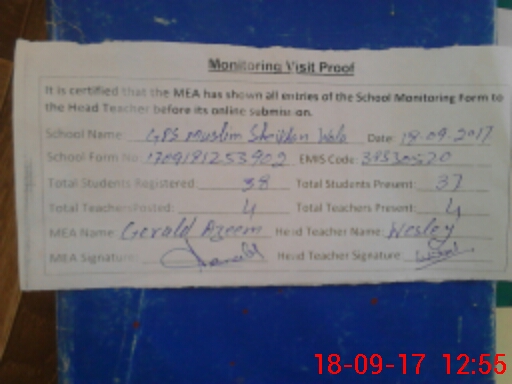 Monitoring Visit Proof
It is certified that the MEA has shown all entries of the School Monitoring Form to
the Head Teacher before its online submission.
School Name: GPS Muslim Wala Date: 18-09-2017
School Form No: EMIS Code:
Total Students Registered 38 Total Students Present: 37
Total Teachers Posted: 4 Total Teachers Present: 4
MEA Name: Gerald Azeem Head Teacher Name: Wesley
MEA Signature: Gerald Head Teacher Signature:
18-09-17 12:55